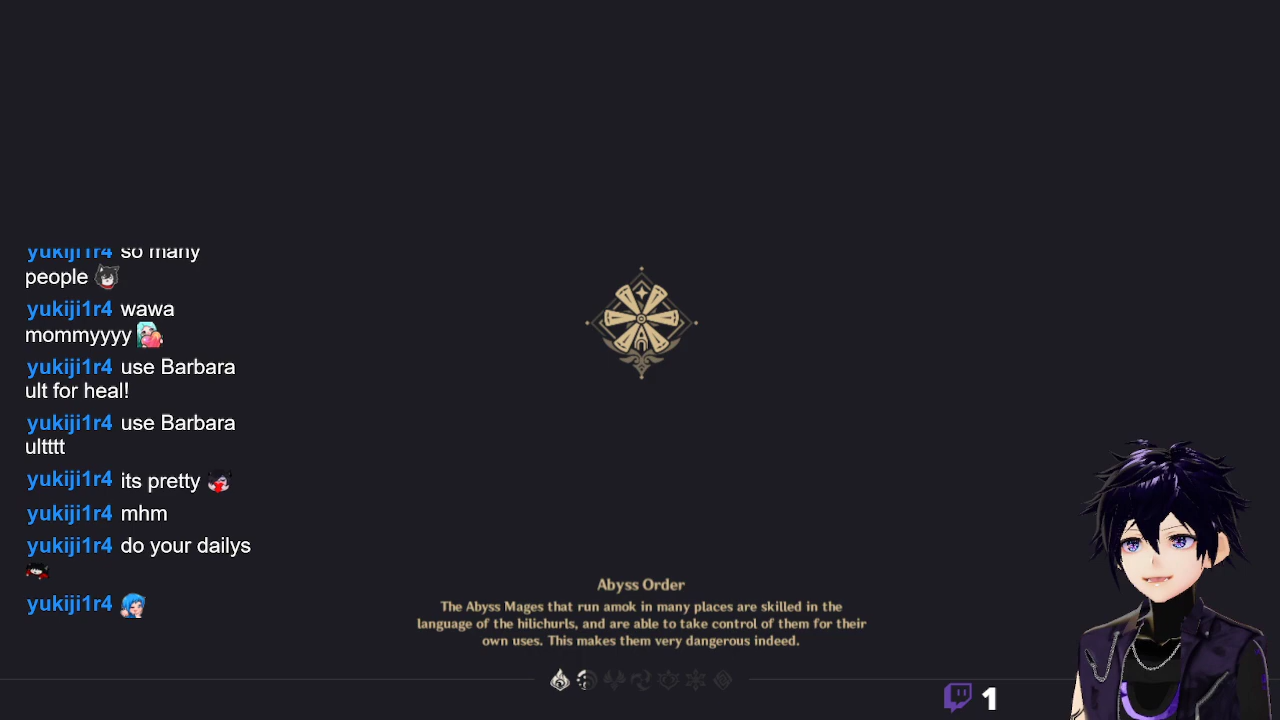 yukiji1r4 so many
people
yukiji1r4 wawa
mommyyyy
yukiji1r4 use Barbara
ult for heal!
yukiji1r4 use Barbara
ultttt
yukiji1r4 its pretty
yukiji1r4 mhm
yukiji1r4 do your dailys
yukiji1r4
Abyss Order
The Abyss Mages that run amok in many places are skilled in the
language of the hilichurls, and are able to take control of them for their
own uses. This makes them very dangerous indeed.
1